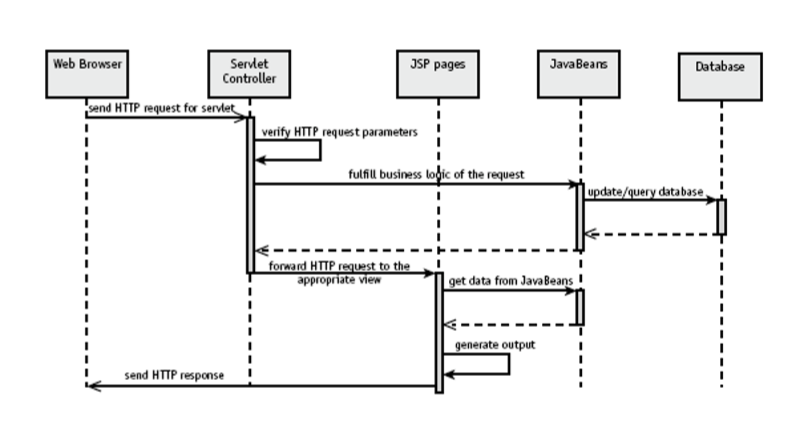 Web Browser
Servlet
Controller
JSP pages
JavaBeans
Database
send HTTP request for servlet
verify HTTP request parameters
fulfill business logic of the request
update/query database
forward HTTP request to the
appropriate view
get data from JavaBeans
generate output
send HTTP response